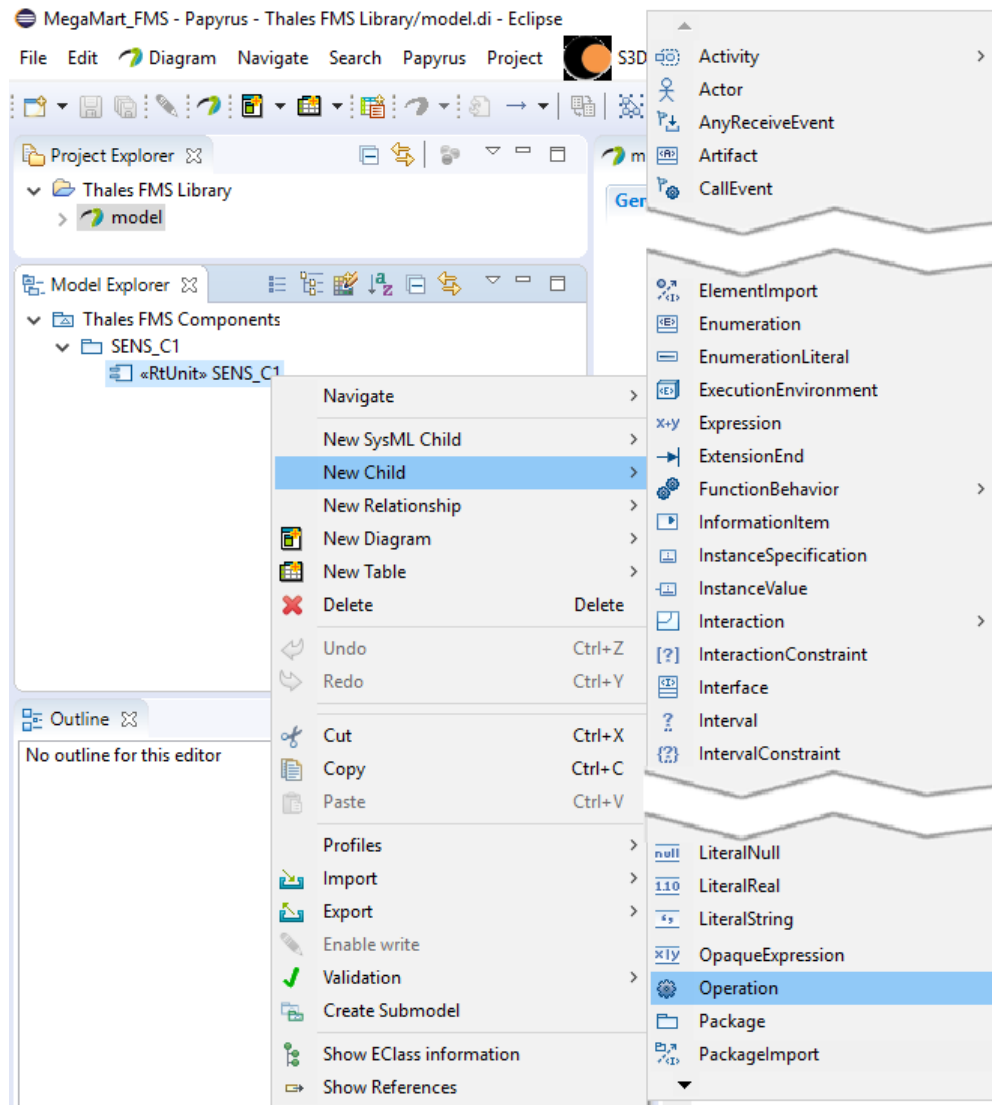 MegaMart_FMS - Papyrus - Thales FMS Library/model.di - Eclipse
File Edit Diagram Navigate Search Papyrus Project S3D
Project Explorer
Thales FMS Library
model
Model Explorer
Thales FMS Components
SENS_C1
«RtUnit» SENS_C1
Outline
No outline for this editor
m
Ger
Navigate
New SysML Child
New Child
New Relationship
New Diagram
New Table
Delete Delete
Undo Ctrl+Z
Redo Ctrl+Y
Cut Ctrl+X
Copy Ctrl+C
Paste Ctrl+V
Profiles
Import
Export
Enable write
Validation
Create Submodel
Show EClass information
Show References
Activity
Actor
AnyReceiveEvent
Artifact
CallEvent
ElementImport
Enumeration
EnumerationLiteral
ExecutionEnvironment
Expression
ExtensionEnd
FunctionBehavior
InformationItem
InstanceSpecification
InstanceValue
Interaction
InteractionConstraint
Interface
Interval
IntervalConstraint
LiteralNull
LiteralReal
LiteralString
OpaqueExpression
Operation
Package
PackageImport